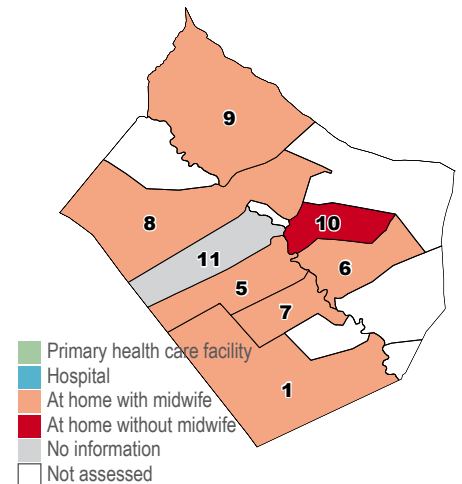 9
8
10
11
6
5
7
1
Primary health care facility
Hospital
At home with midwife
At home without midwife
No information
Not assessed